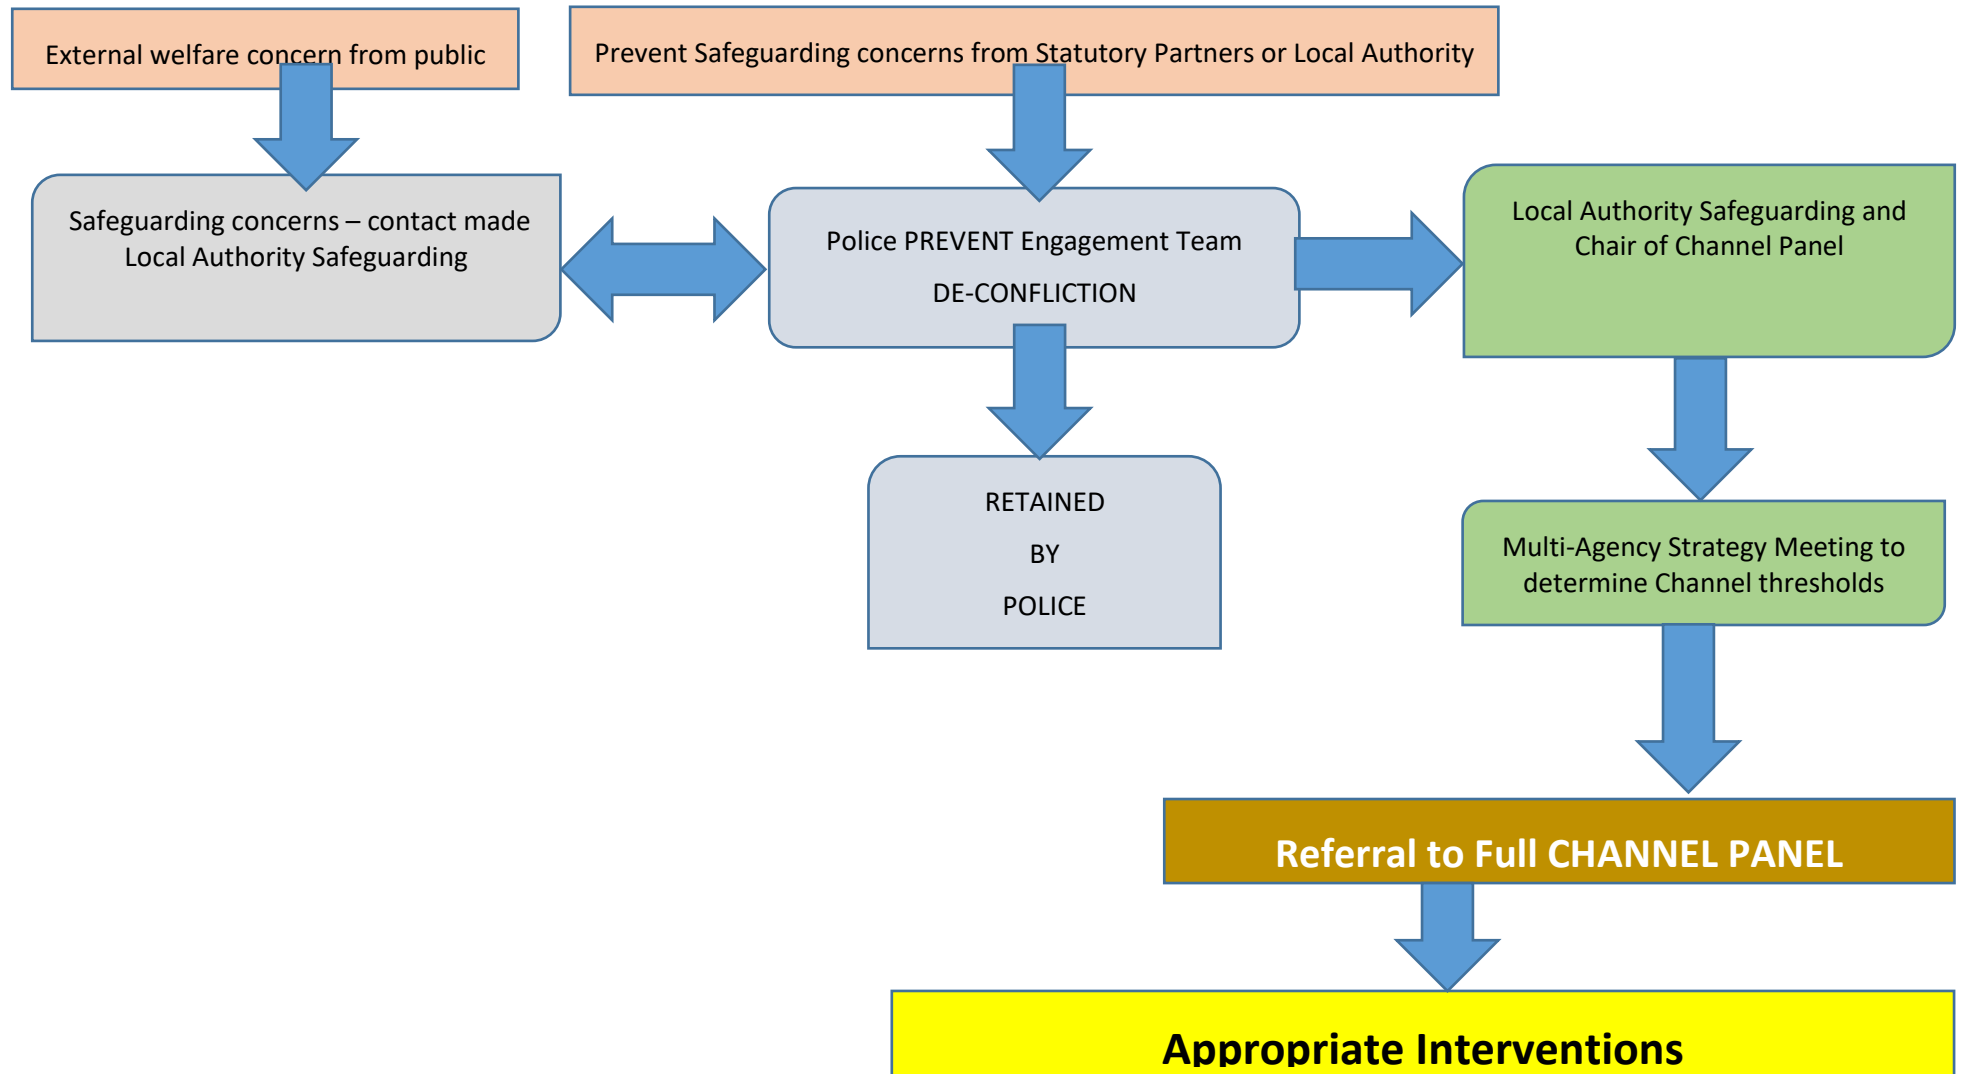 External welfare concern from public
Prevent Safeguarding concerns from Statutory Partners or Local Authority
Safeguarding concerns – contact made
Local Authority Safeguarding
Police PREVENT Engagement Team
DE-CONFLICTION
Local Authority Safeguarding and
Chair of Channel Panel
RETAINED
BY
POLICE
Multi-Agency Strategy Meeting to
determine Channel thresholds
Referral to Full CHANNEL PANEL
Appropriate Interventions